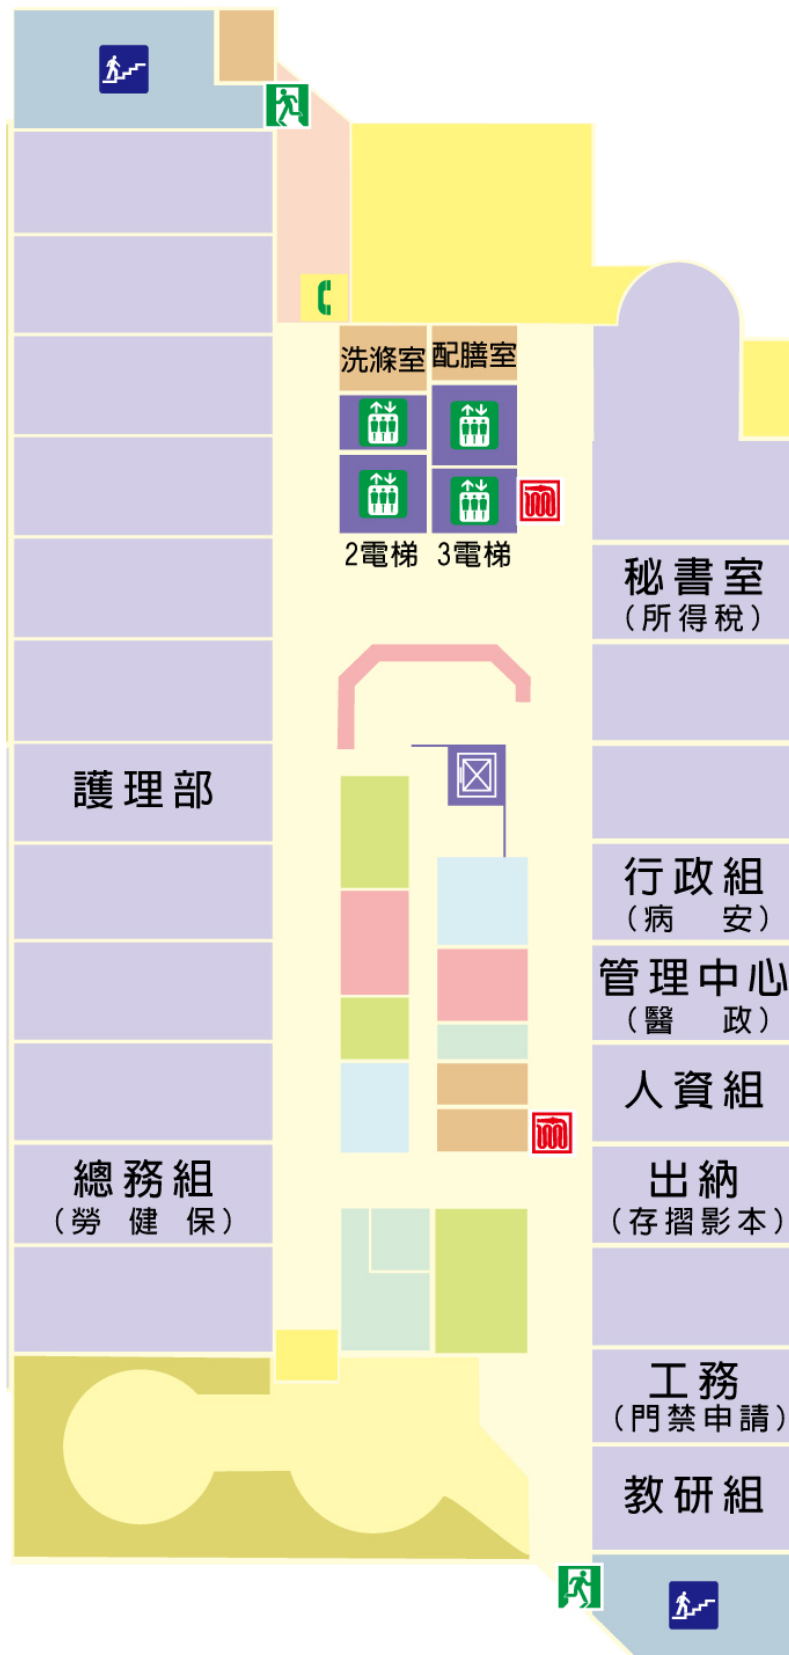 洗滌室
配膳室
2電梯
3電梯
秘書室
（所得稅）
護理部
行政組
（病　安）
管理中心
（醫　政）
人資組
總務組
（勞 健 保）
出納
（存摺影本）
工務
（門禁申請）
教研組